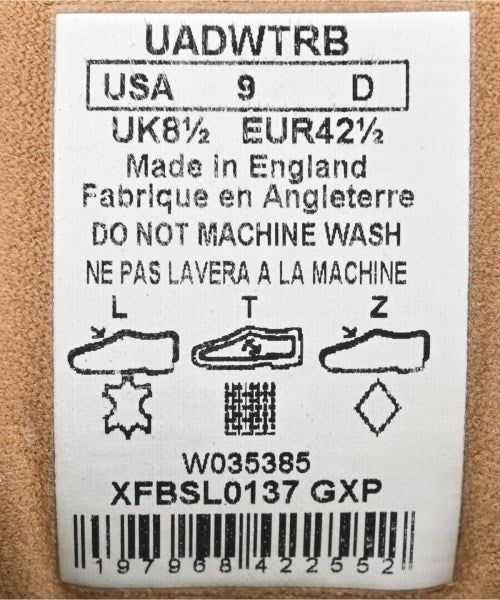 UADWTRB
USA 9 D
UK8½ EUR42½
Made in England
Fabrique en Angleterre
DO NOT MACHINE WASH
NE PAS LAVERA A LA MACHINE
L T Z
W035385
XFBSL0137 GXP
197968422552